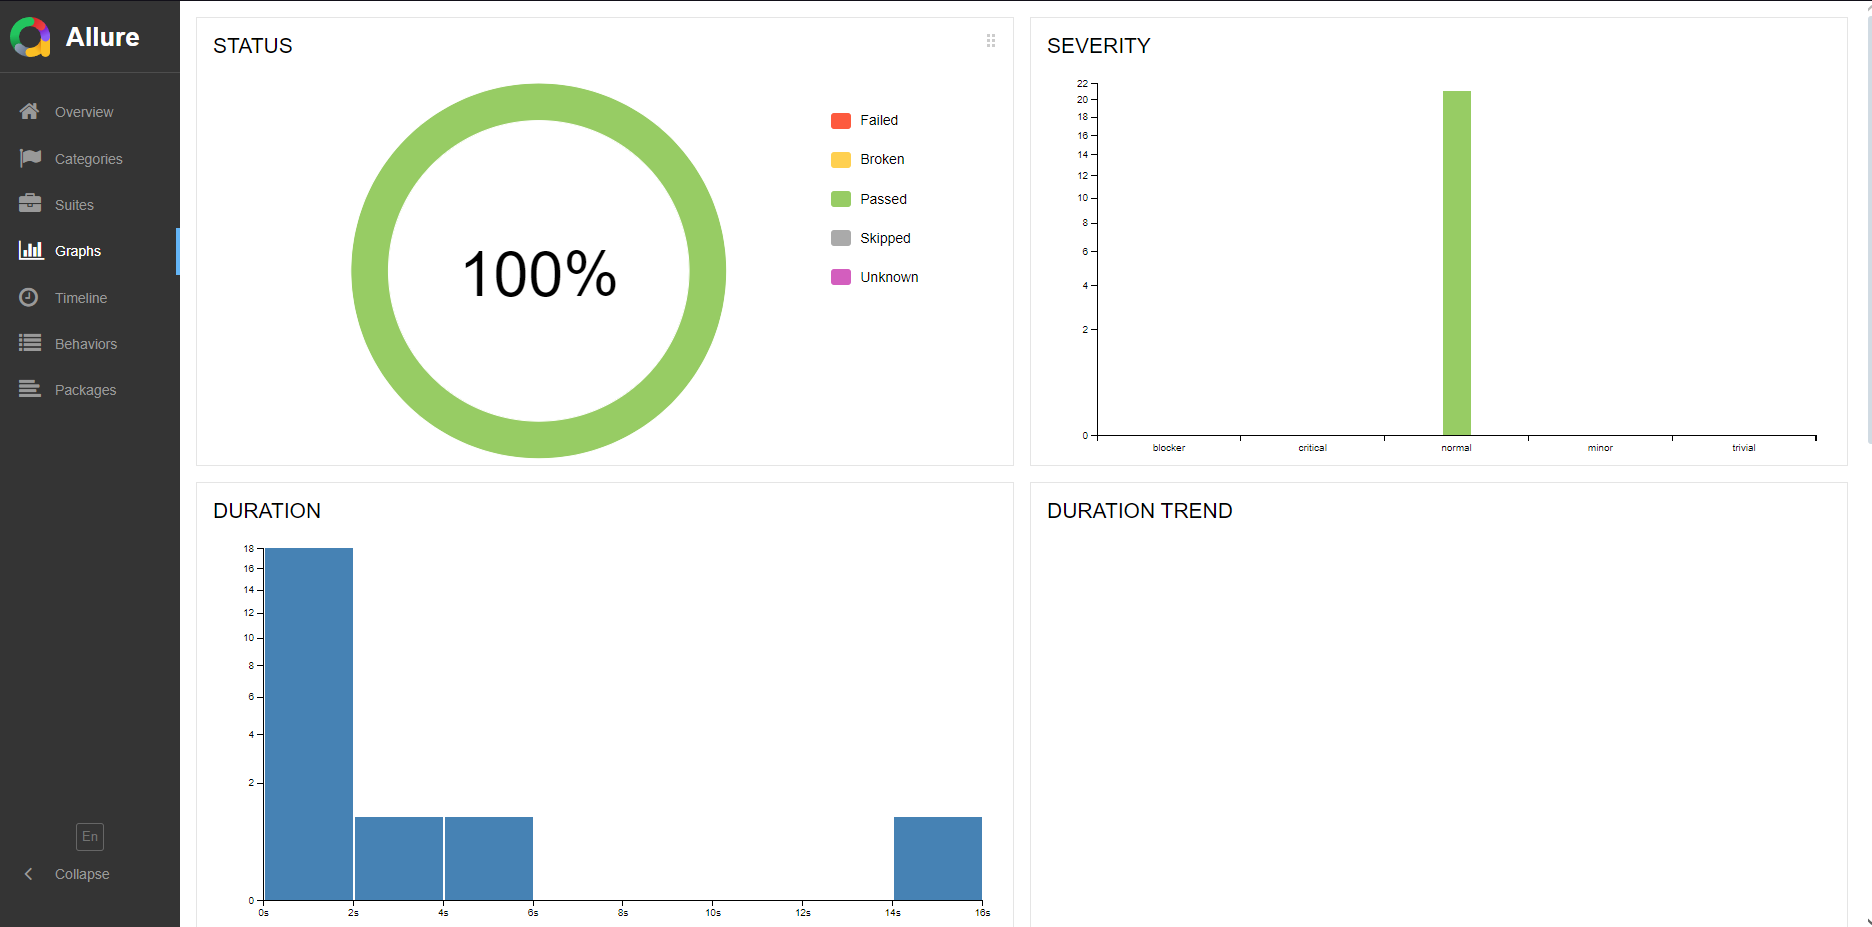 Allure
Overview
Categories
Suites
Graphs
Timeline
Behaviors
Packages
En
Collapse
STATUS
100%
Failed
Broken
Passed
Skipped
Unknown
SEVERITY
22
20
18
16
14
12
10
8
6
4
2
0
blocker critical normal minor trivial
DURATION
18
16
14
12
10
8
6
4
2
0
0s 2s 4s 6s 8s 10s 12s 14s 16s
DURATION TREND